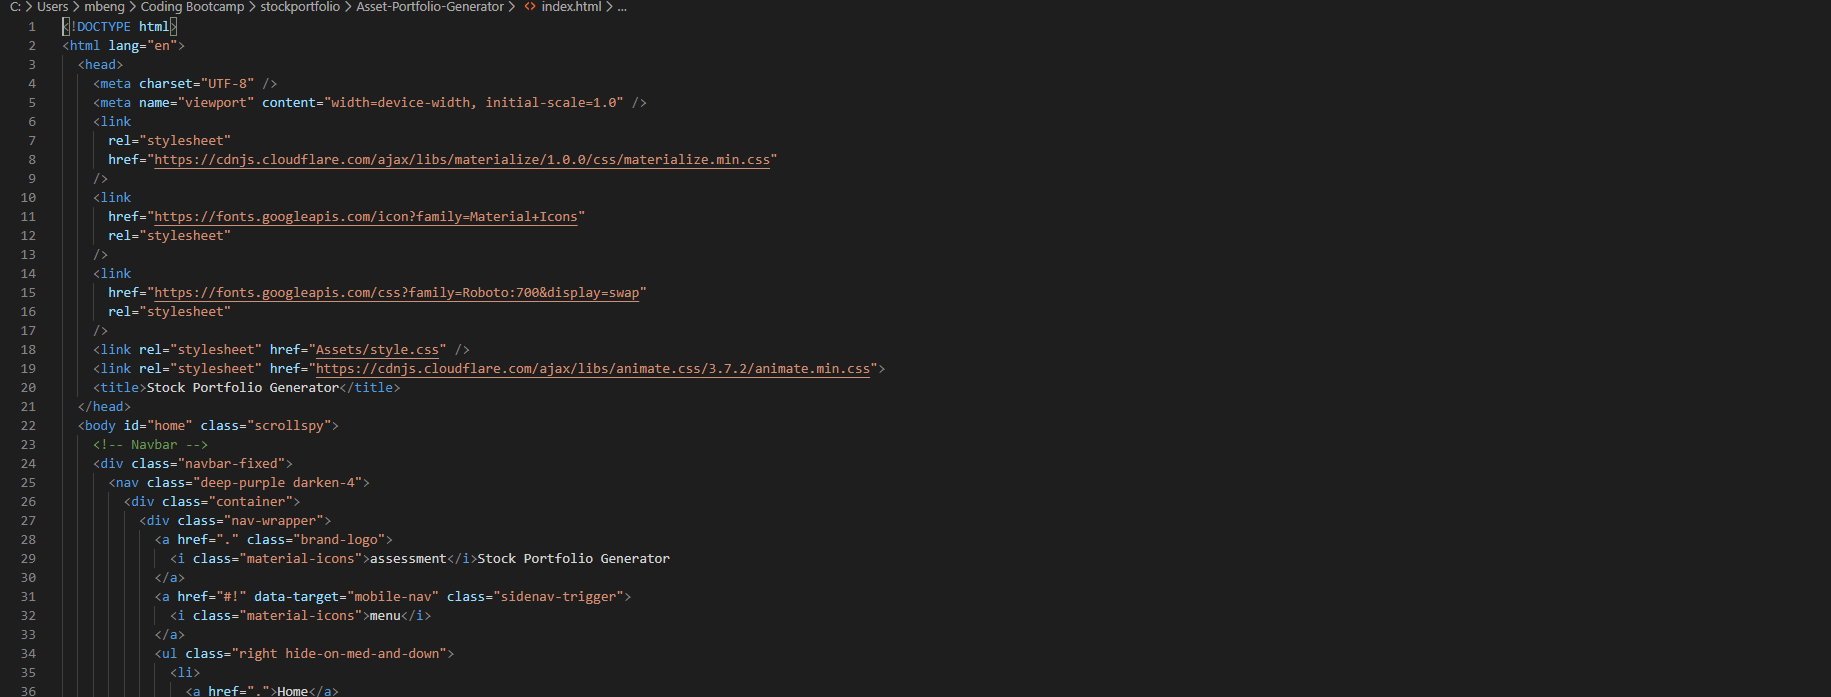 C: > Users > mbeng > Coding Bootcamp > stockportfolio > Asset-Portfolio-Generator > <> index.html > ...
1 <!DOCTYPE html>
2 <html lang="en">
3   <head>
4     <meta charset="UTF-8" />
5     <meta name="viewport" content="width=device-width, initial-scale=1.0" />
6     <link
7       rel="stylesheet"
8       href="https://cdnjs.cloudflare.com/ajax/libs/materialize/1.0.0/css/materialize.min.css"
9     />
10     <link
11       href="https://fonts.googleapis.com/icon?family=Material+Icons"
12       rel="stylesheet"
13     />
14     <link
15       href="https://fonts.googleapis.com/css?family=Roboto:700&display=swap"
16       rel="stylesheet"
17     />
18     <link rel="stylesheet" href="Assets/style.css" />
19     <link rel="stylesheet" href="https://cdnjs.cloudflare.com/ajax/libs/animate.css/3.7.2/animate.min.css">
20     <title>Stock Portfolio Generator</title>
21   </head>
22   <body id="home" class="scrollspy">
23     <!-- Navbar -->
24     <div class="navbar-fixed">
25       <nav class="deep-purple darken-4">
26         <div class="container">
27           <div class="nav-wrapper">
28             <a href="." class="brand-logo">
29               <i class="material-icons">assessment</i>Stock Portfolio Generator
30             </a>
31             <a href="#!" data-target="mobile-nav" class="sidenav-trigger">
32               <i class="material-icons">menu</i>
33             </a>
34             <ul class="right hide-on-med-and-down">
35               <li>
36                 <a href=".">Home</a>